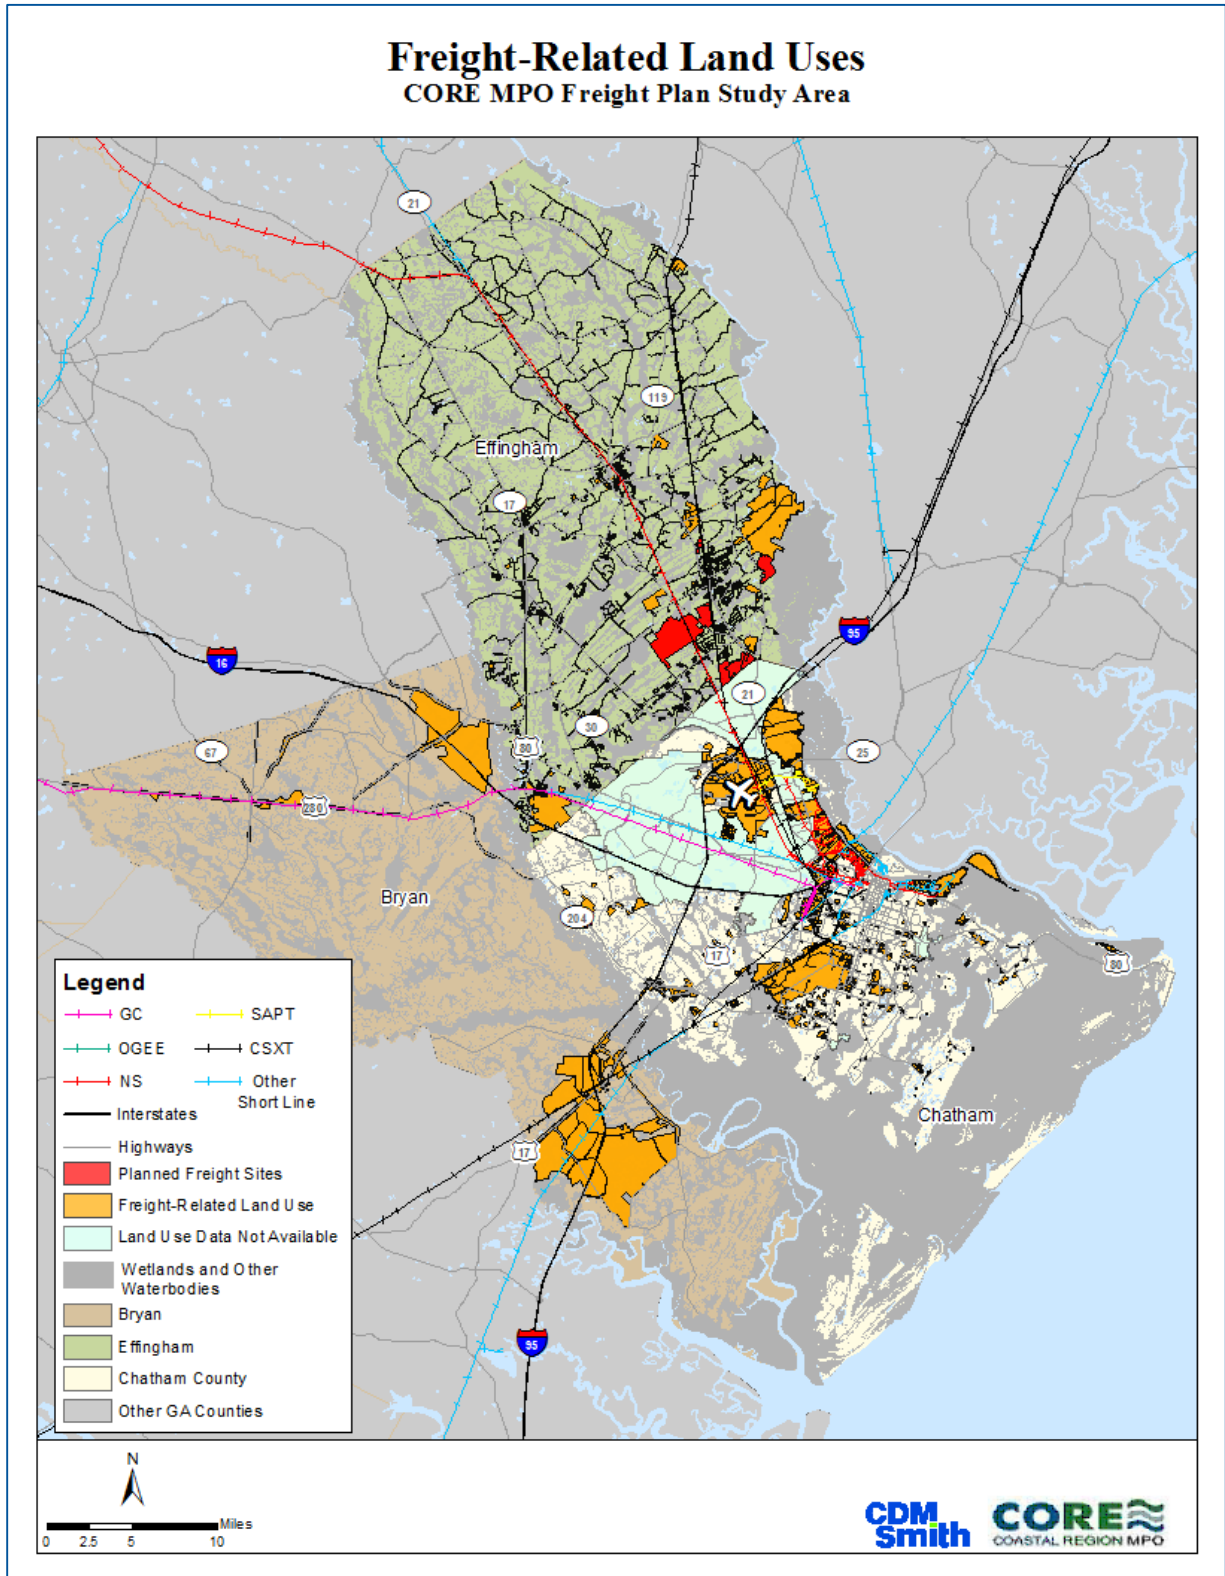 Freight-Related Land Uses
CORE MPO Freight Plan Study Area
21
119
Effingham
17
95
16
21
30
67
80
25
280
Bryan
204
17
80
Chatham
17
95
Legend
GC
SAPT
OGEE
CSXT
NS
Other
Short Line
Interstates
Highways
Planned Freight Sites
Freight-Related Land Use
Land Use Data Not Available
Wetlands and Other
Waterbodies
Bryan
Effingham
Chatham County
Other GA Counties
N
Miles
0 2.5 5 10
CDM
Smith
CORE
COASTAL REGION MPO